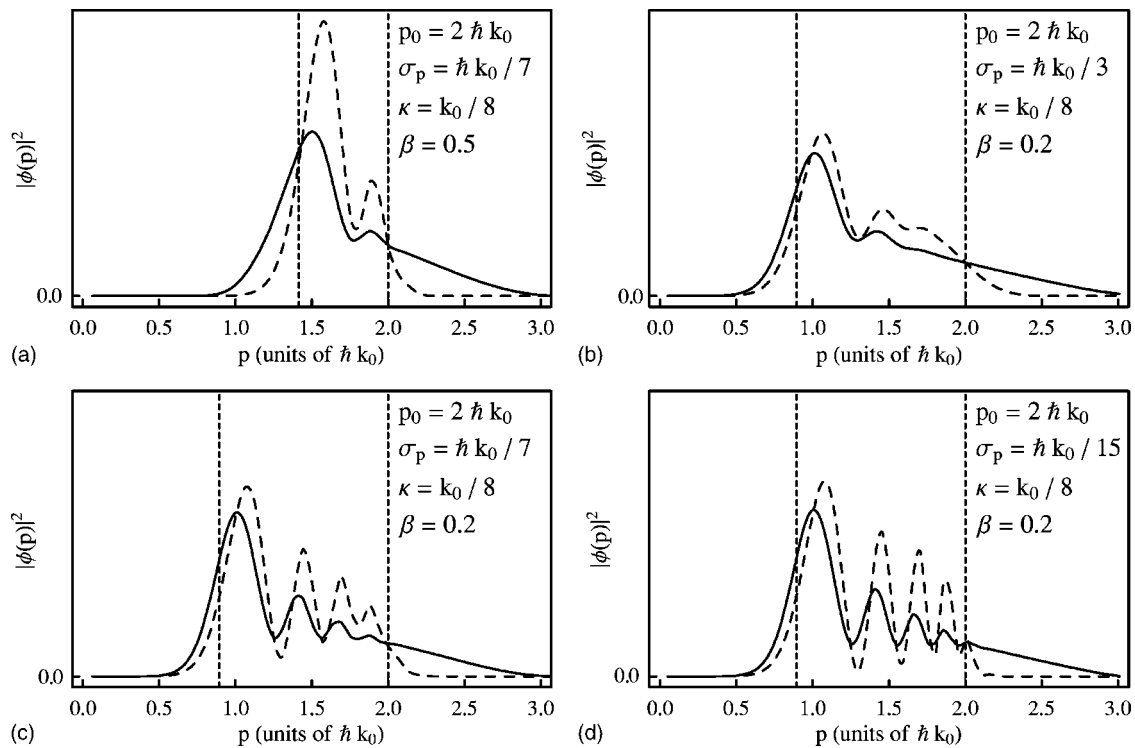 |ϕ(p)|²
p₀ = 2 ℏ k₀
σₚ = ℏ k₀ / 7
κ = k₀ / 8
β = 0.5
0.0
0.0 0.5 1.0 1.5 2.0 2.5 3.0
(a) p (units of ℏ k₀)
|ϕ(p)|²
p₀ = 2 ℏ k₀
σₚ = ℏ k₀ / 3
κ = k₀ / 8
β = 0.2
0.0
0.0 0.5 1.0 1.5 2.0 2.5 3.0
(b) p (units of ℏ k₀)
|ϕ(p)|²
p₀ = 2 ℏ k₀
σₚ = ℏ k₀ / 7
κ = k₀ / 8
β = 0.2
0.0
0.0 0.5 1.0 1.5 2.0 2.5 3.0
(c) p (units of ℏ k₀)
|ϕ(p)|²
p₀ = 2 ℏ k₀
σₚ = ℏ k₀ / 15
κ = k₀ / 8
β = 0.2
0.0
0.0 0.5 1.0 1.5 2.0 2.5 3.0
(d) p (units of ℏ k₀)